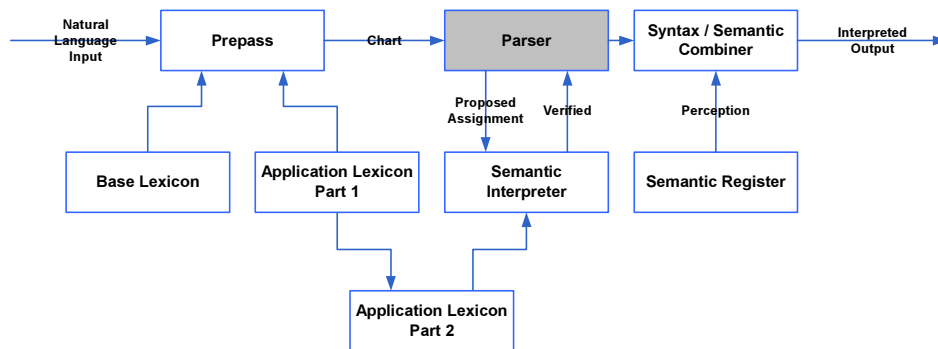 Natural
Language
Input
Prepass
Chart
Parser
Syntax / Semantic
Combiner
Interpreted
Output
Proposed
Assignment
Verified
Perception
Base Lexicon
Application Lexicon
Part 1
Semantic
Interpreter
Semantic Register
Application Lexicon
Part 2